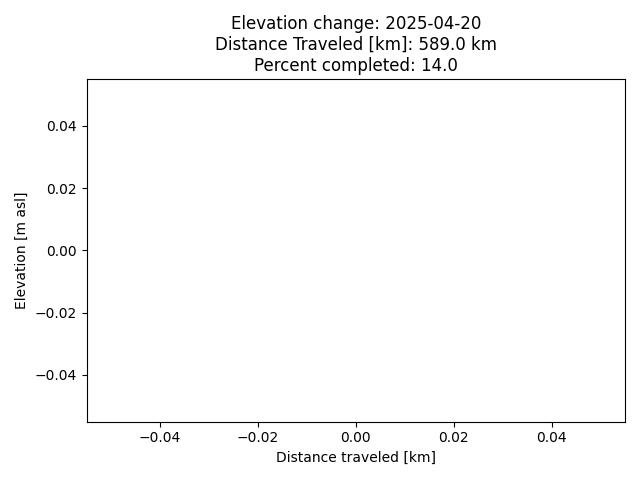 Elevation change: 2025-04-20
Distance Traveled [km]: 589.0 km
Percent completed: 14.0
Elevation [m asl]
0.04
0.02
0.00
−0.02
−0.04
−0.04 −0.02 0.00 0.02 0.04
Distance traveled [km]